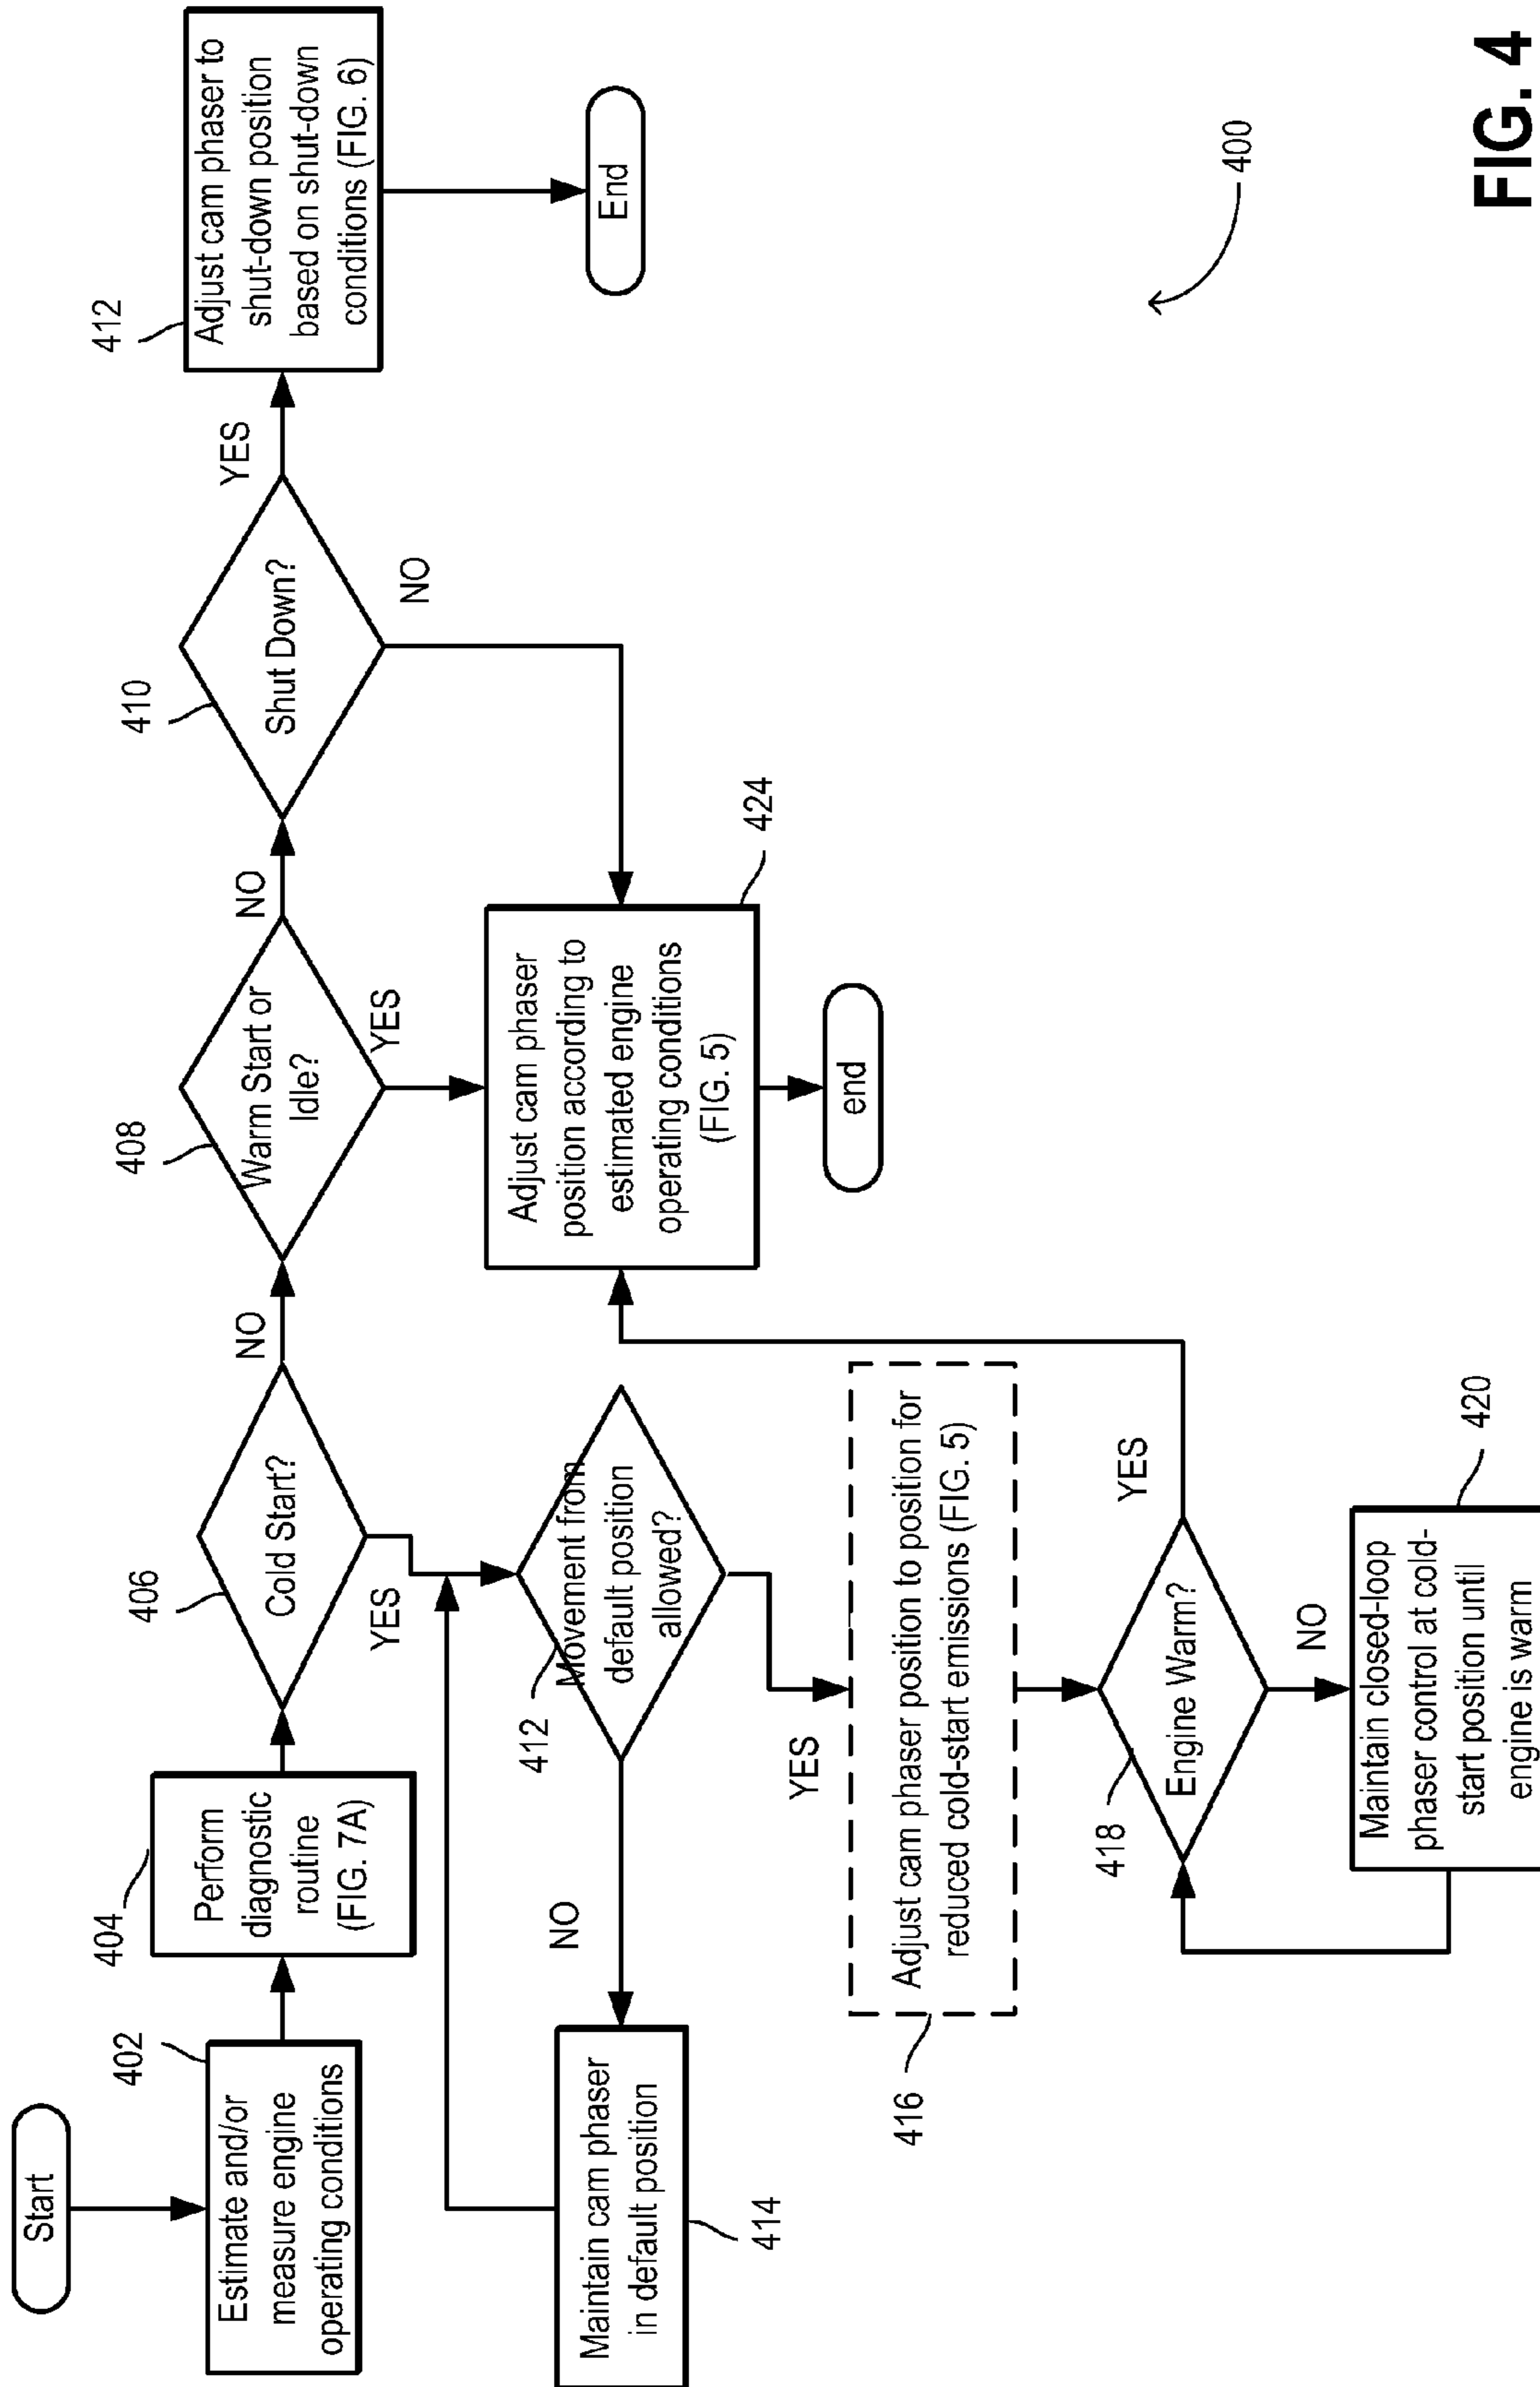 Start
402
Estimate and/or
measure engine
operating conditions
404
Perform
diagnostic
routine
(FIG. 7A)
406
Cold Start?
NO
YES
408
Warm Start or
Idle?
NO
YES
410
Shut Down?
YES
NO
412
Adjust cam phaser to
shut-down position
based on shut-down
conditions (FIG. 6)
End
412
Movement from
default position
allowed?
NO
YES
Maintain cam phaser
in default position
414
424
Adjust cam phaser
position according to
estimated engine
operating conditions
(FIG. 5)
end
416
Adjust cam phaser position to position for
reduced cold-start emissions (FIG. 5)
418
Engine Warm?
YES
NO
420
Maintain closed-loop
phaser control at cold-
start position until
engine is warm
400
FIG. 4